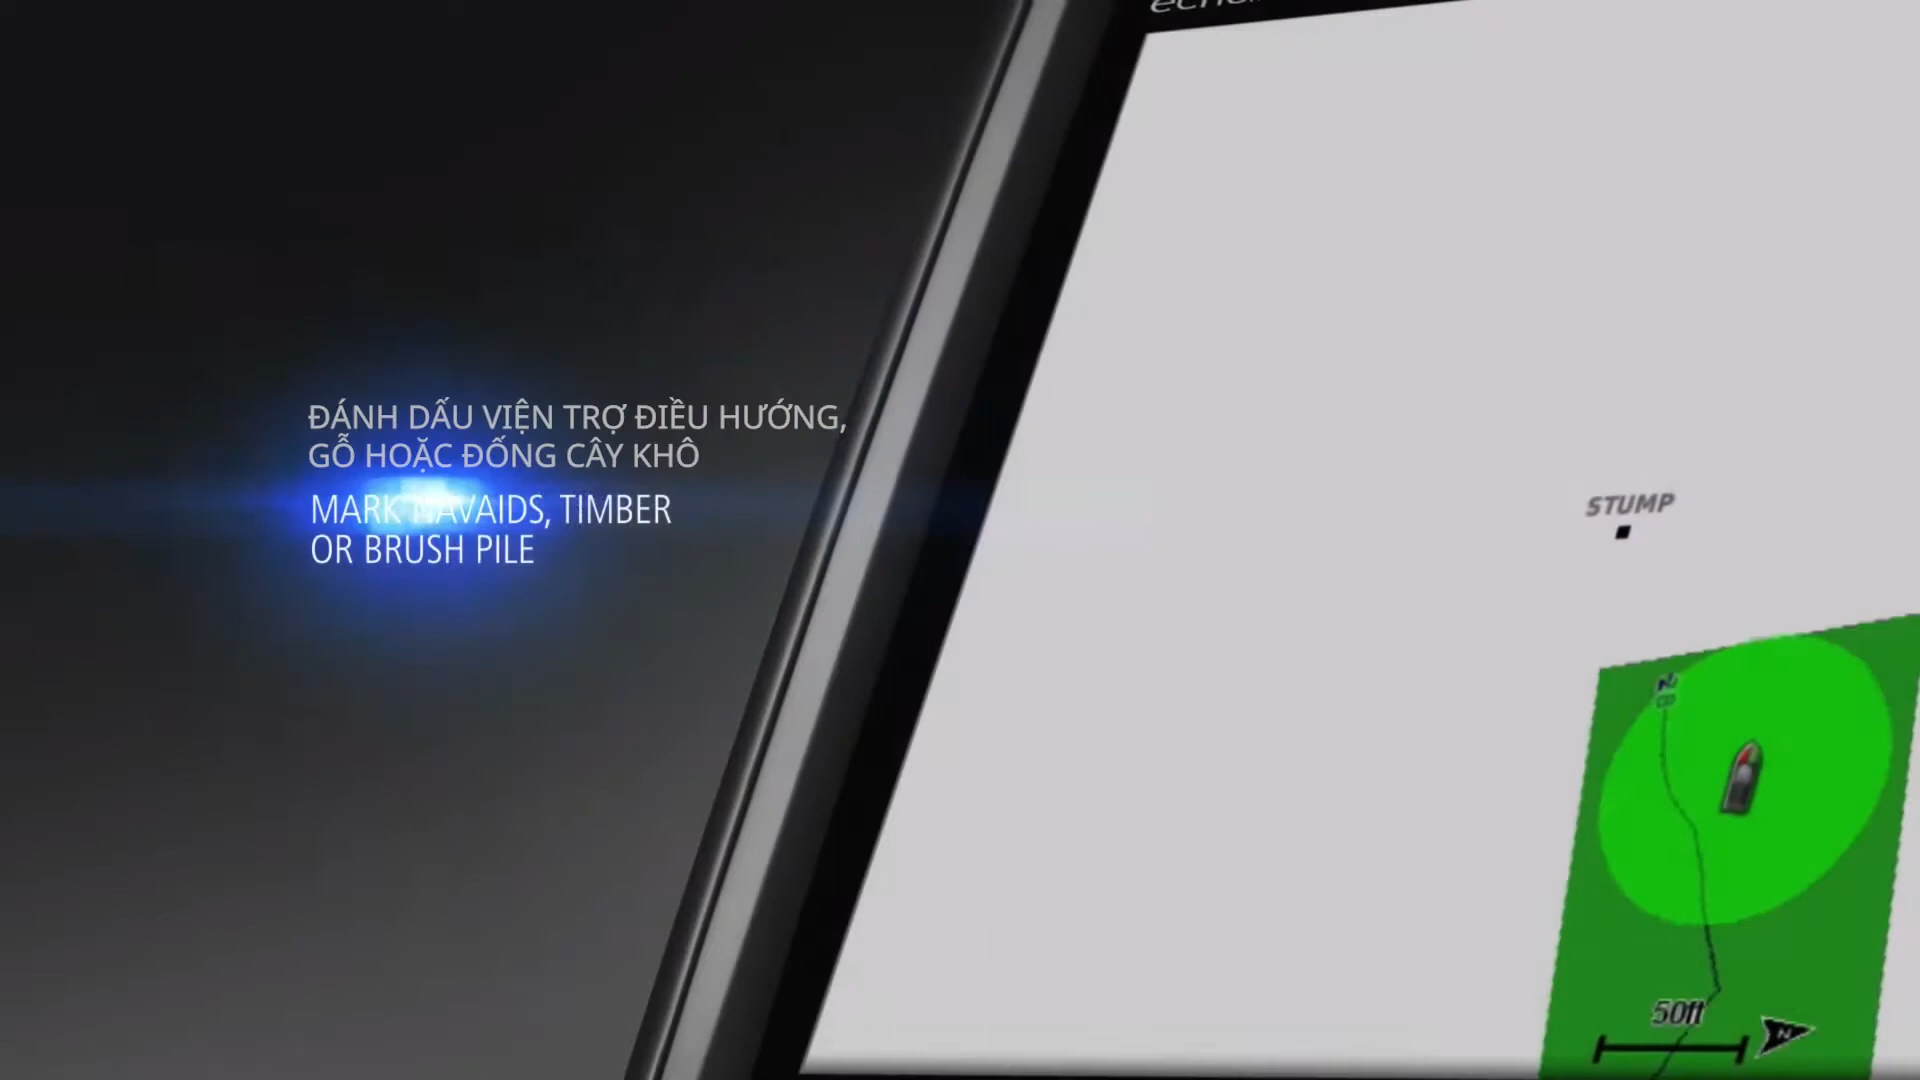 ĐÁNH DẤU VIỆN TRỢ ĐIỀU HƯỚNG,
GỖ HOẶC ĐỐNG CÂY KHÔ
MARK NAVAIDS, TIMBER
OR BRUSH PILE
STUMP
50ft
N